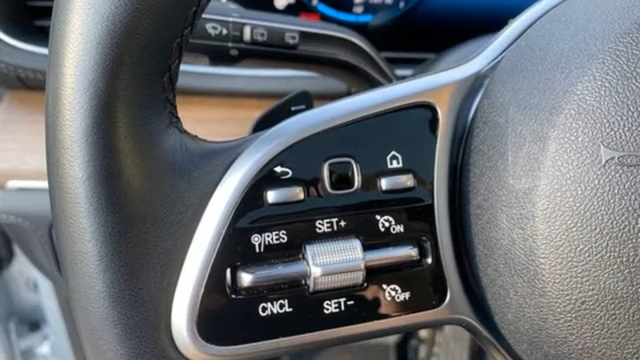 SET+
/RES
ON
CNCL
SET-
OFF